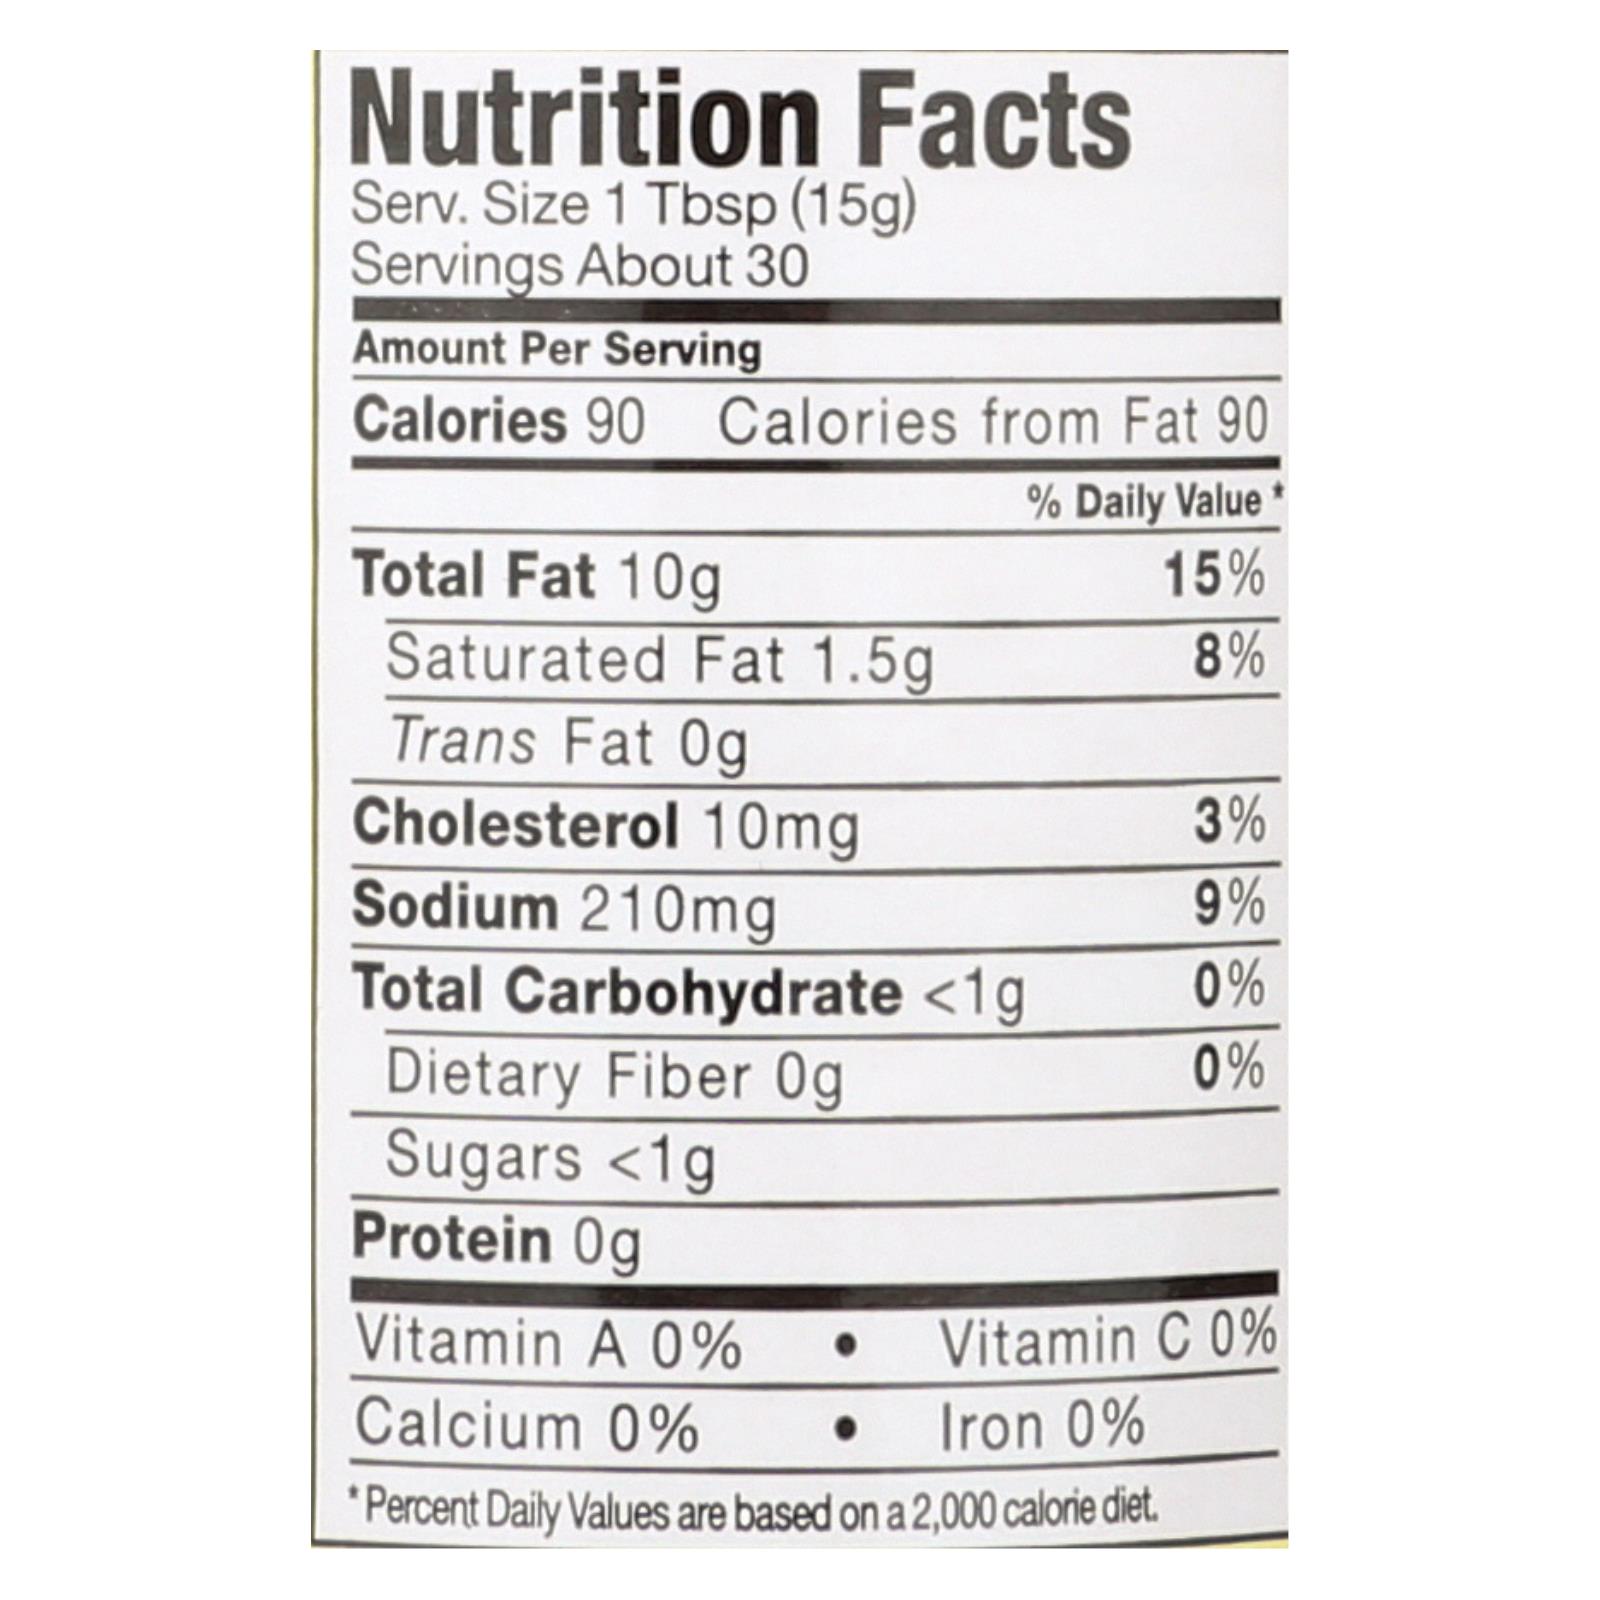 Nutrition Facts
Serv. Size 1 Tbsp (15g)
Servings About 30
Amount Per Serving
Calories 90 Calories from Fat 90
% Daily Value *
Total Fat 10g 15%
Saturated Fat 1.5g 8%
Trans Fat 0g
Cholesterol 10mg 3%
Sodium 210mg 9%
Total Carbohydrate <1g 0%
Dietary Fiber 0g 0%
Sugars <1g
Protein 0g
Vitamin A 0% • Vitamin C 0%
Calcium 0% • Iron 0%
* Percent Daily Values are based on a 2,000 calorie diet.